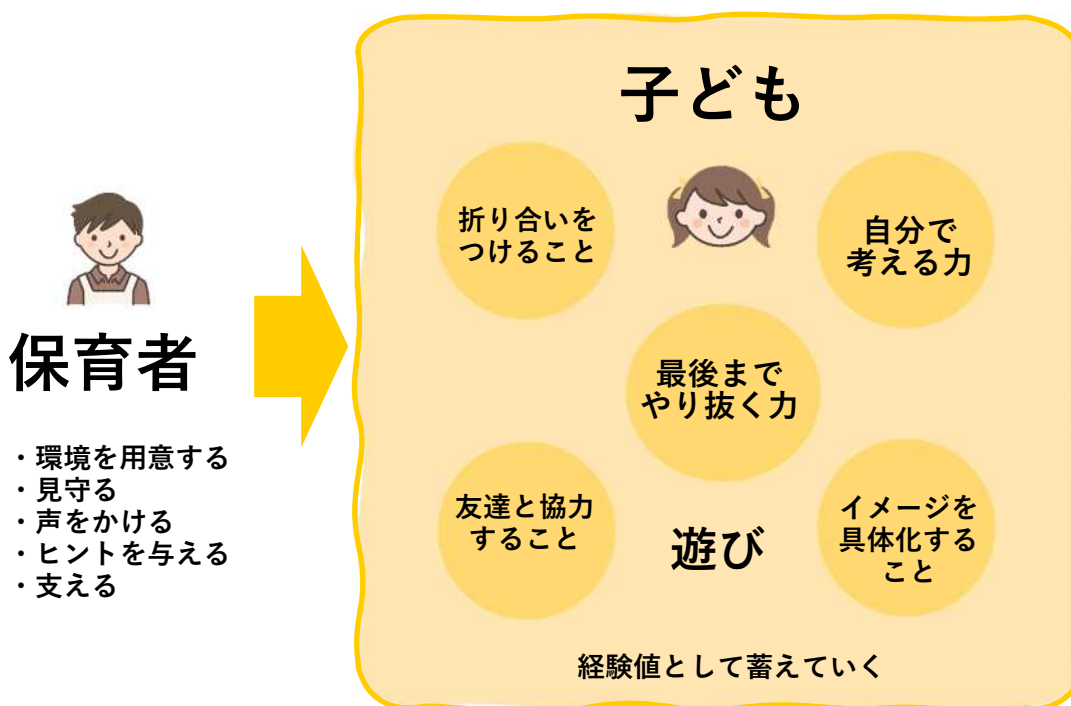 保育者
・環境を用意する
・見守る
・声をかける
・ヒントを与える
・支える
子ども
折り合いを
つけること
自分で
考える力
最後まで
やり抜く力
友達と協力
すること
遊び
イメージを
具体化する
こと
経験値として蓄えていく